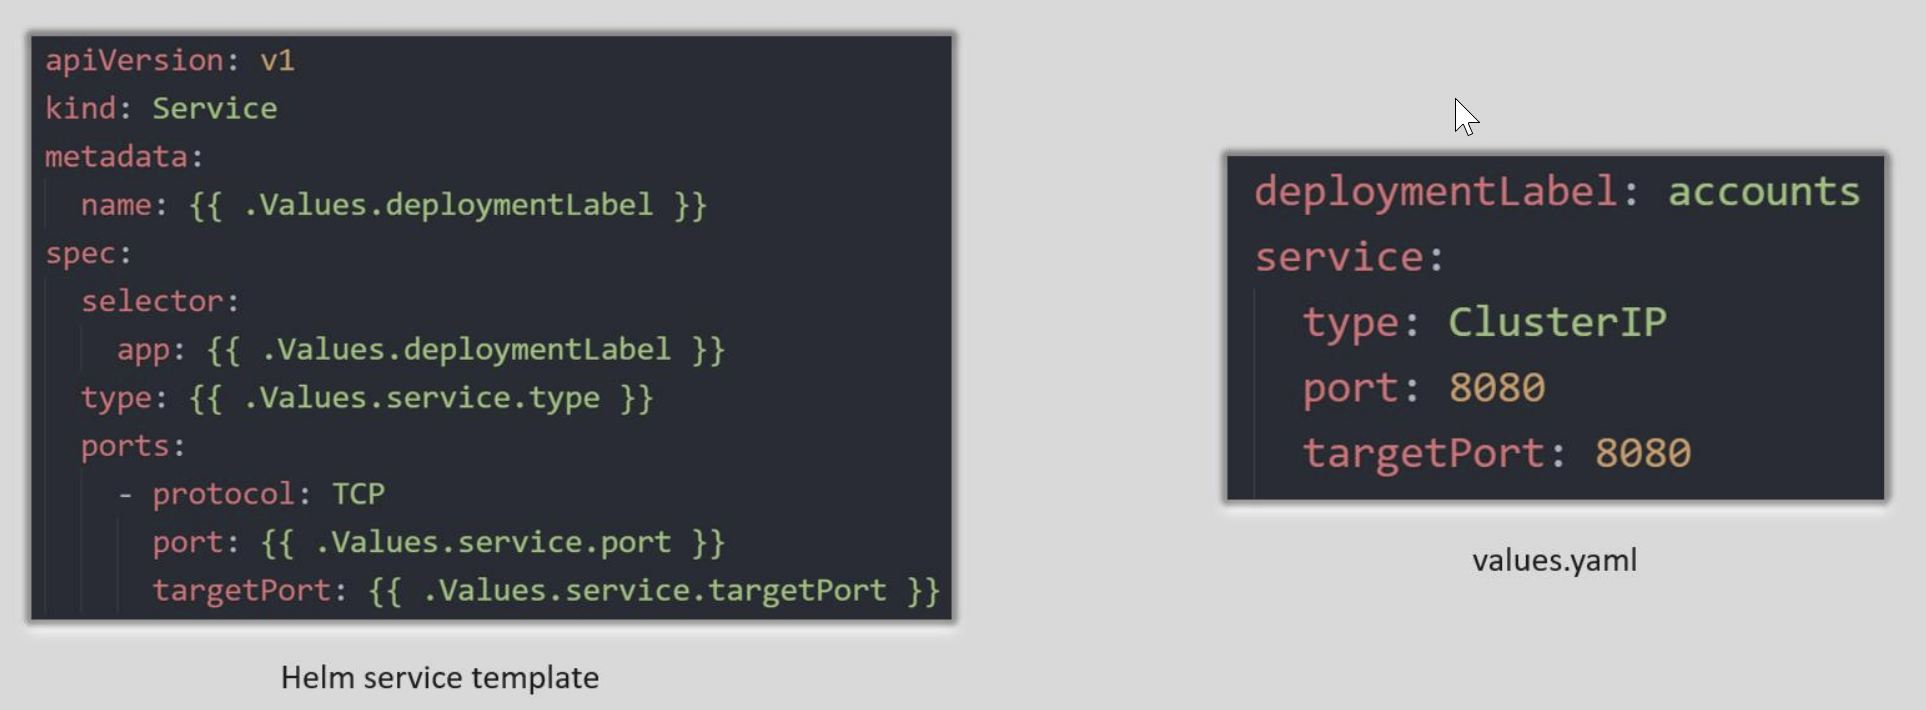 apiVersion: v1
kind: Service
metadata:
  name: {{ .Values.deploymentLabel }}
spec:
  selector:
    app: {{ .Values.deploymentLabel }}
  type: {{ .Values.service.type }}
  ports:
    - protocol: TCP
      port: {{ .Values.service.port }}
      targetPort: {{ .Values.service.targetPort }}
Helm service template
deploymentLabel: accounts
service:
  type: ClusterIP
  port: 8080
  targetPort: 8080
values.yaml